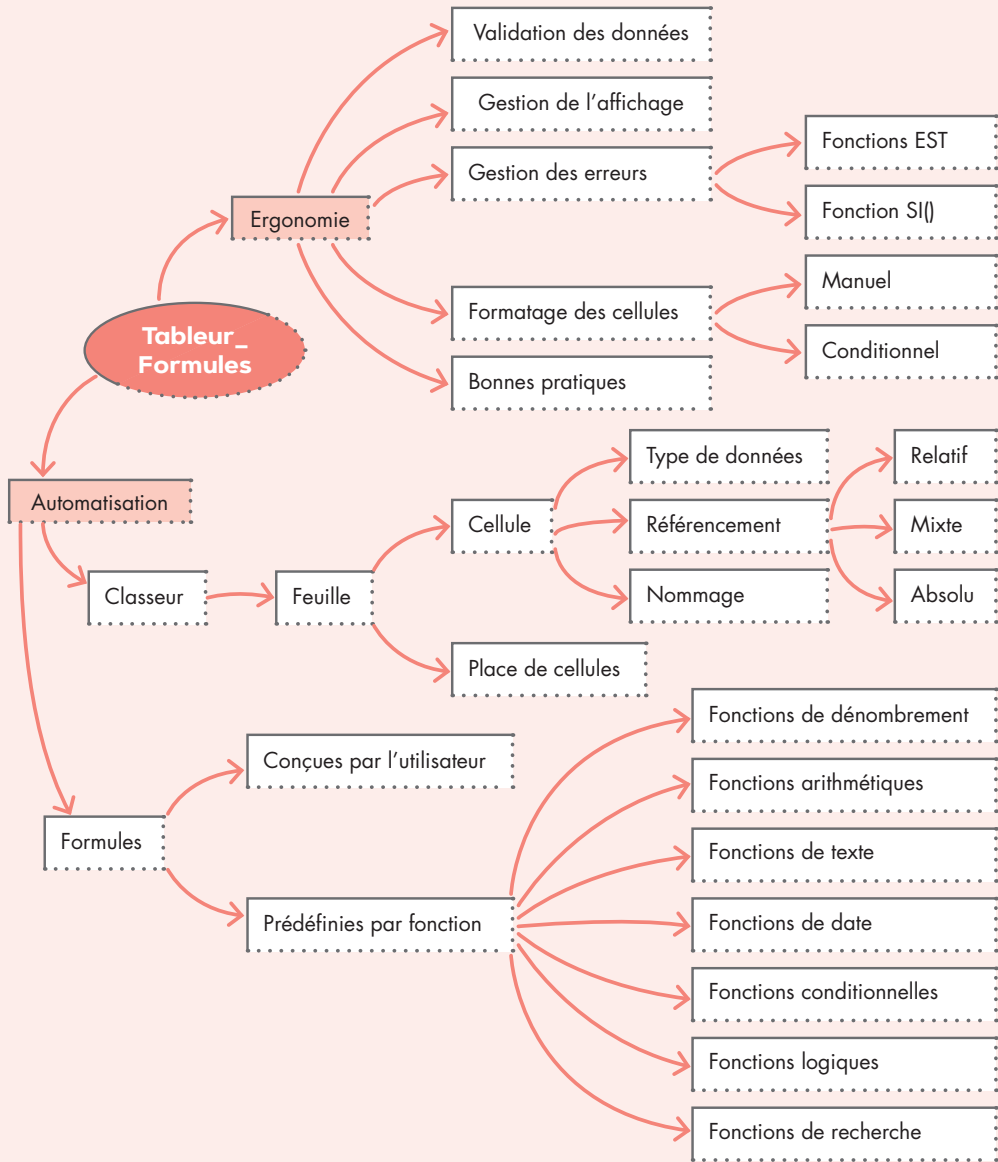 Validation des données
Gestion de l'affichage
Gestion des erreurs
Fonctions EST
Fonction SI()
Ergonomie
Formatage des cellules
Manuel
Conditionnel
Bonnes pratiques
Tableur_
Formules
Automatisation
Classeur
Feuille
Cellule
Type de données
Référencement
Nommage
Relatif
Mixte
Absolu
Place de cellules
Formules
Conçues par l'utilisateur
Prédéfinies par fonction
Fonctions de dénombrement
Fonctions arithmétiques
Fonctions de texte
Fonctions de date
Fonctions conditionnelles
Fonctions logiques
Fonctions de recherche